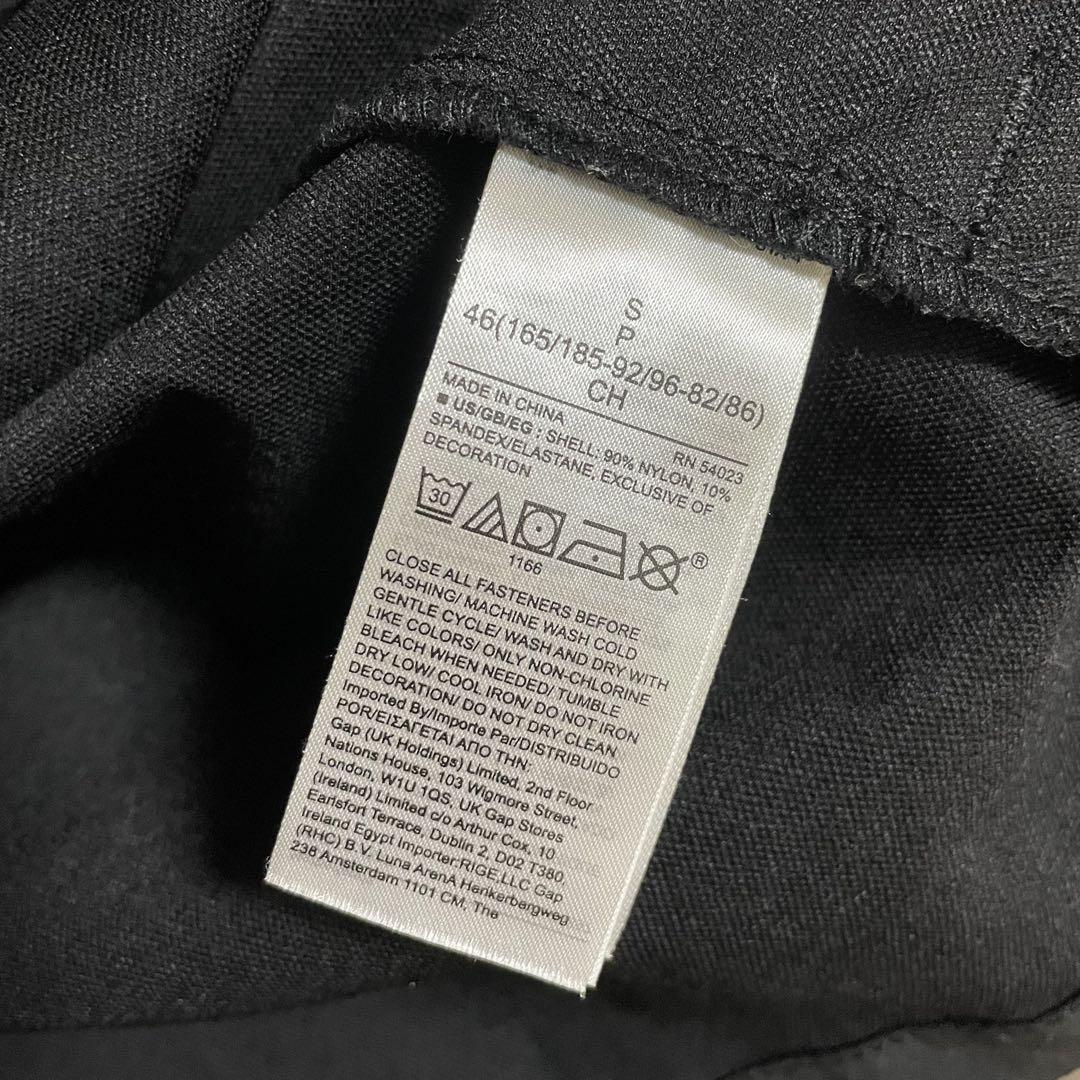 S
P
46(165/185-92/96-82/86)
CH
MADE IN CHINA RN 54023
■ US/GB/EG : SHELL: 90% NYLON, 10%
SPANDEX/ELASTANE, EXCLUSIVE OF
DECORATION
30
®
1166
CLOSE ALL FASTENERS BEFORE
WASHING/ MACHINE WASH COLD
GENTLE CYCLE/ WASH AND DRY WITH
LIKE COLORS/ ONLY NON-CHLORINE
BLEACH WHEN NEEDED/ TUMBLE
DRY LOW/ COOL IRON/ DO NOT IRON
DECORATION/ DO NOT DRY CLEAN
Imported By/Importe Par/DISTRIBUIDO
POR/ΕΙΣΑΓΕΤΑΙ ΑΠΟ ΤΗΝ:
Gap (UK Holdings) Limited, 2nd Floor
Nations House, 103 Wigmore Street,
London, W1U 1QS, UK Gap Stores
(Ireland) Limited c/o Arthur Cox, 10
Earlsfort Terrace, Dublin 2, D02 T380,
Ireland Egypt Importer:RIGE,LLC Gap
(RHC) B.V. Luna ArenA Henkerbergweg
238 Amsterdam 1101 CM, The